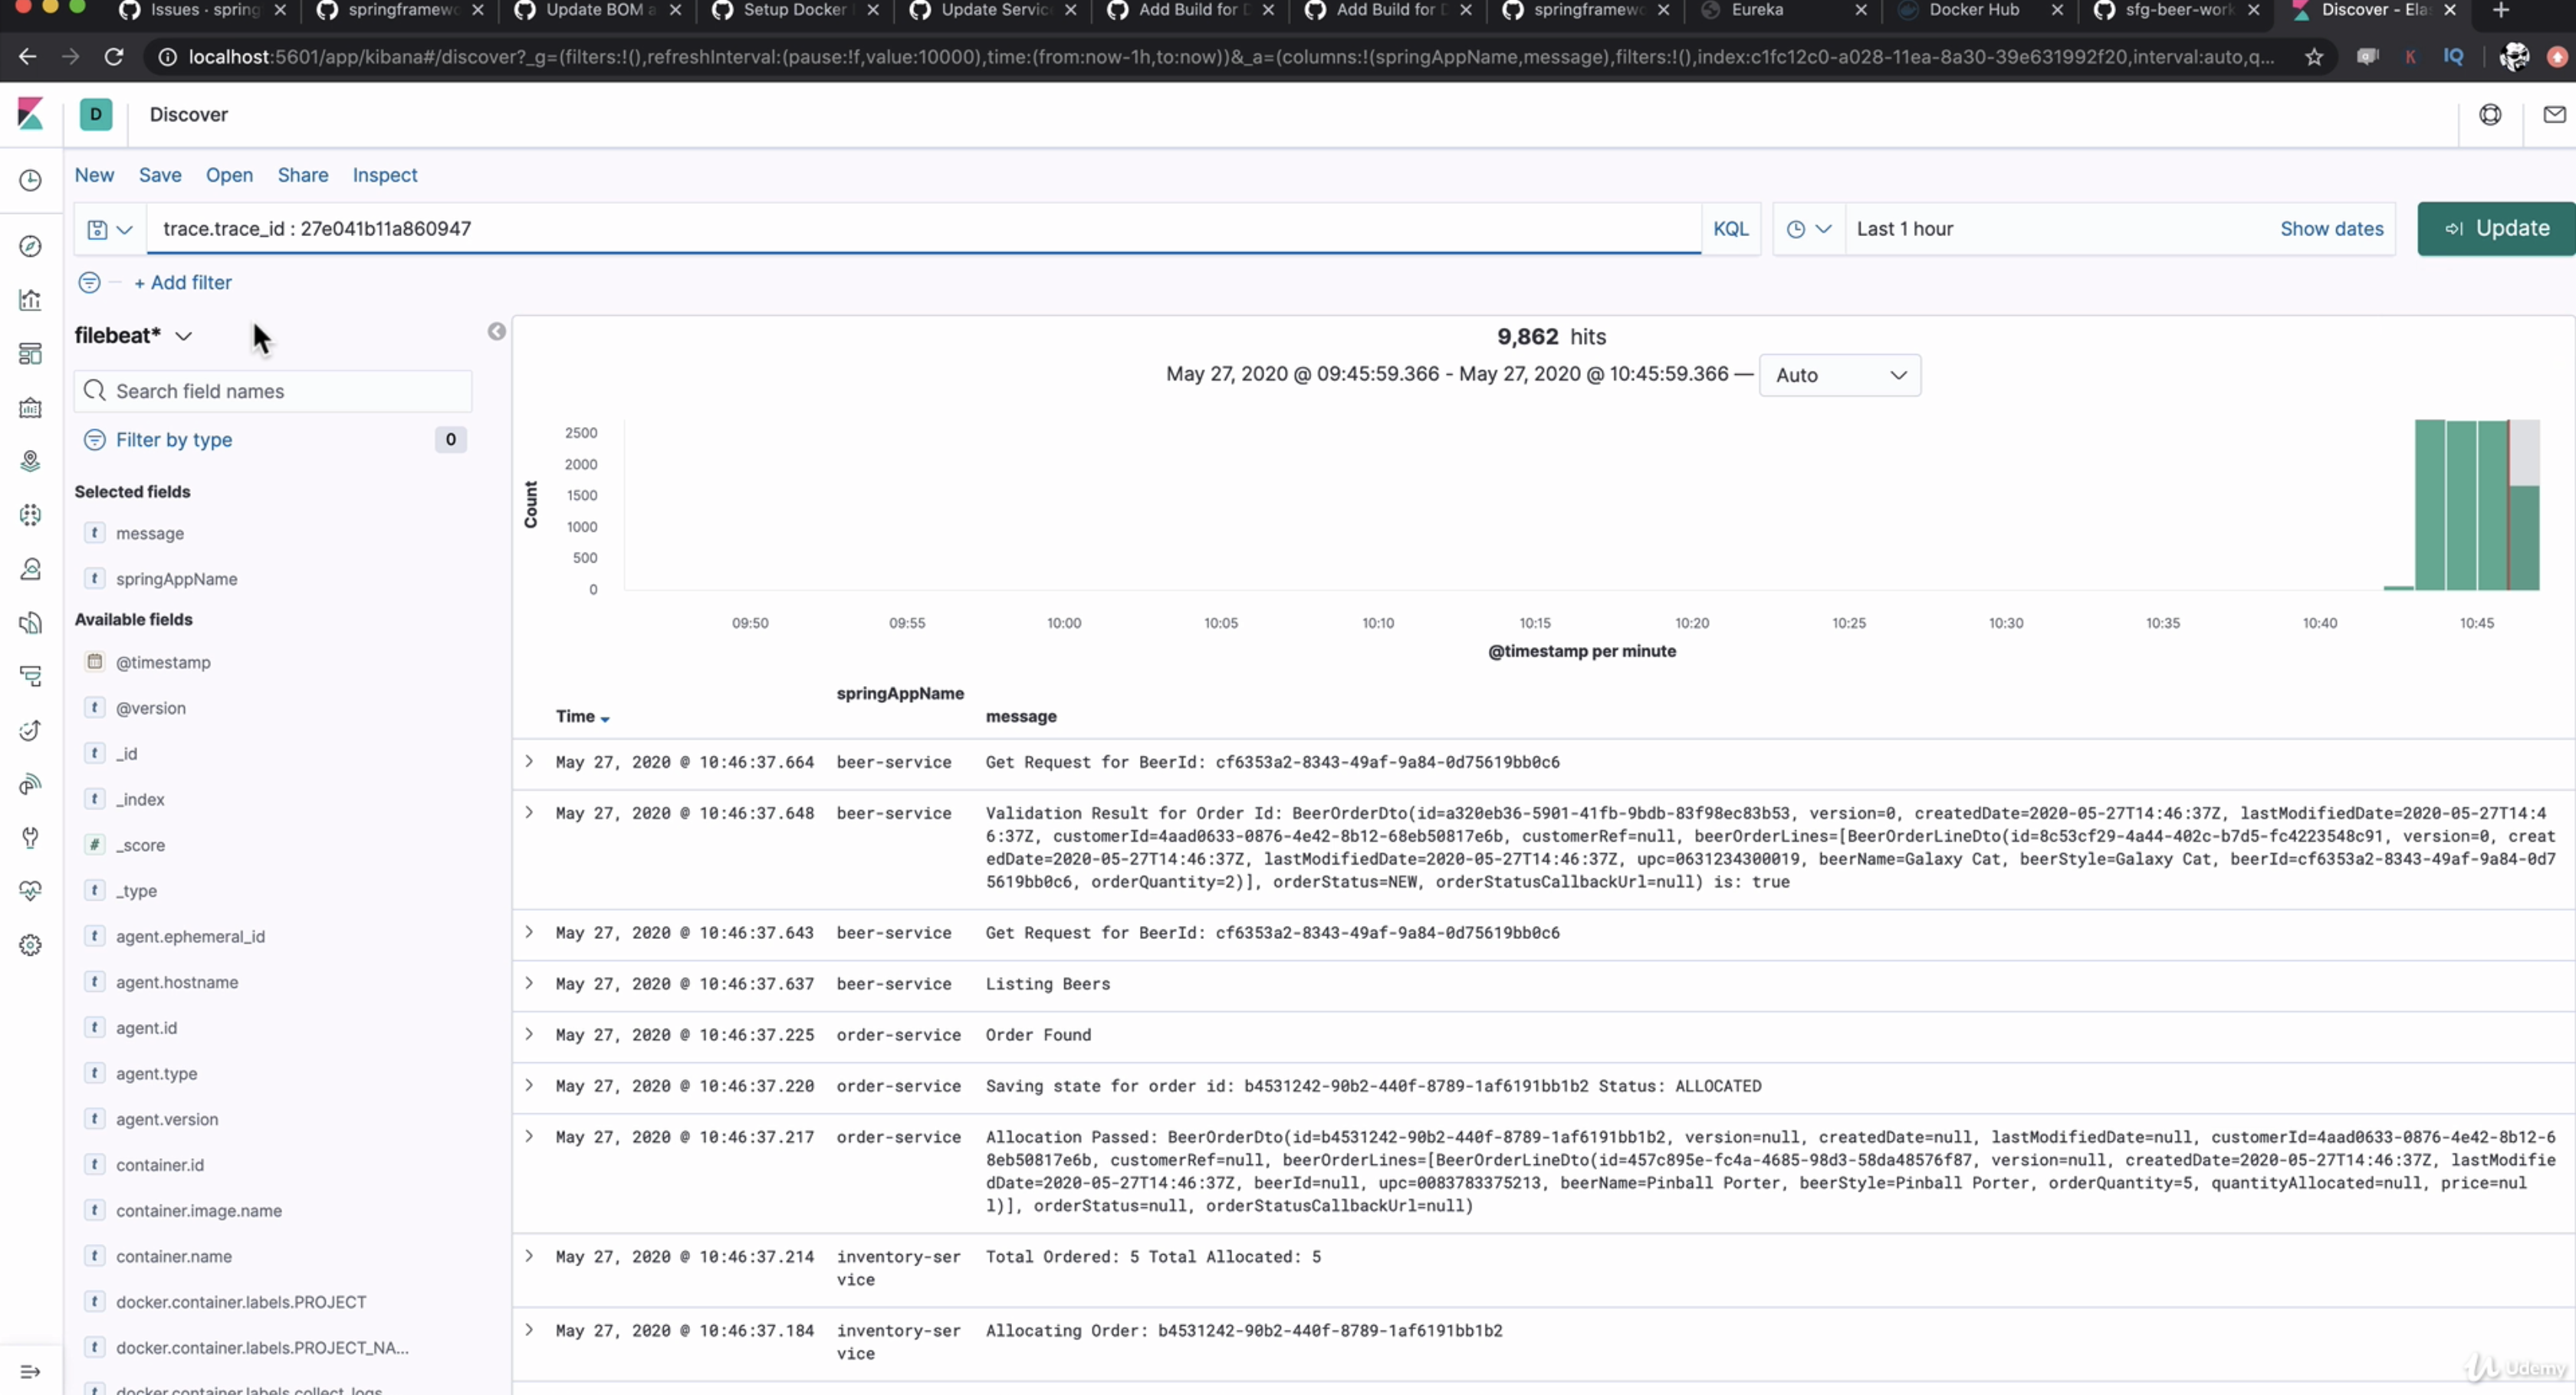 Issues · spring
springframewo
Update BOM a
Setup Docker
Update Servic
Add Build for D
Add Build for D
springframewo
Eureka
Docker Hub
sfg-beer-work
Discover - Elas
localhost:5601/app/kibana#/discover?_g=(filters:!(),refreshInterval:(pause:!f,value:10000),time:(from:now-1h,to:now))&_a=(columns:!(springAppName,message),filters:!(),index:c1fc12c0-a028-11ea-8a30-39e631992f20,interval:auto,q...
K
IQ
D
Discover
New Save Open Share Inspect
trace.trace_id : 27e041b11a860947
KQL
Last 1 hour
Show dates
Update
+ Add filter
filebeat*
Search field names
Filter by type
0
Selected fields
t message
t springAppName
Available fields
@timestamp
t @version
t _id
t _index
# _score
t _type
t agent.ephemeral_id
t agent.hostname
t agent.id
t agent.type
t agent.version
t container.id
t container.image.name
t container.name
t docker.container.labels.PROJECT
t docker.container.labels.PROJECT_NA...
t docker.container.labels.collect_logs
9,862 hits
May 27, 2020 @ 09:45:59.366 - May 27, 2020 @ 10:45:59.366 —
Auto
Count
2500
2000
1500
1000
500
0
09:50 09:55 10:00 10:05 10:10 10:15 10:20 10:25 10:30 10:35 10:40 10:45
@timestamp per minute
Time springAppName message
May 27, 2020 @ 10:46:37.664 beer-service Get Request for BeerId: cf6353a2-8343-49af-9a84-0d75619bb0c6
May 27, 2020 @ 10:46:37.648 beer-service Validation Result for Order Id: BeerOrderDto(id=a320eb36-5901-41fb-9bdb-83f98ec83b53, version=0, createdDate=2020-05-27T14:46:37Z, lastModifiedDate=2020-05-27T14:4
6:37Z, customerId=4aad0633-0876-4e42-8b12-68eb50817e6b, customerRef=null, beerOrderLines=[BeerOrderLineDto(id=8c53cf29-4a44-402c-b7d5-fc4223548c91, version=0, creat
edDate=2020-05-27T14:46:37Z, lastModifiedDate=2020-05-27T14:46:37Z, upc=0631234300019, beerName=Galaxy Cat, beerStyle=Galaxy Cat, beerId=cf6353a2-8343-49af-9a84-0d7
5619bb0c6, orderQuantity=2)], orderStatus=NEW, orderStatusCallbackUrl=null) is: true
May 27, 2020 @ 10:46:37.643 beer-service Get Request for BeerId: cf6353a2-8343-49af-9a84-0d75619bb0c6
May 27, 2020 @ 10:46:37.637 beer-service Listing Beers
May 27, 2020 @ 10:46:37.225 order-service Order Found
May 27, 2020 @ 10:46:37.220 order-service Saving state for order id: b4531242-90b2-440f-8789-1af6191bb1b2 Status: ALLOCATED
May 27, 2020 @ 10:46:37.217 order-service Allocation Passed: BeerOrderDto(id=b4531242-90b2-440f-8789-1af6191bb1b2, version=null, createdDate=null, lastModifiedDate=null, customerId=4aad0633-0876-4e42-8b12-6
8eb50817e6b, customerRef=null, beerOrderLines=[BeerOrderLineDto(id=457c895e-fc4a-4685-98d3-58da48576f87, version=null, createdDate=2020-05-27T14:46:37Z, lastModifie
dDate=2020-05-27T14:46:37Z, beerId=null, upc=0083783375213, beerName=Pinball Porter, beerStyle=Pinball Porter, orderQuantity=5, quantityAllocated=null, price=nul
l)], orderStatus=null, orderStatusCallbackUrl=null)
May 27, 2020 @ 10:46:37.214 inventory-ser Total Ordered: 5 Total Allocated: 5
vice
May 27, 2020 @ 10:46:37.184 inventory-ser Allocating Order: b4531242-90b2-440f-8789-1af6191bb1b2
vice
Udemy